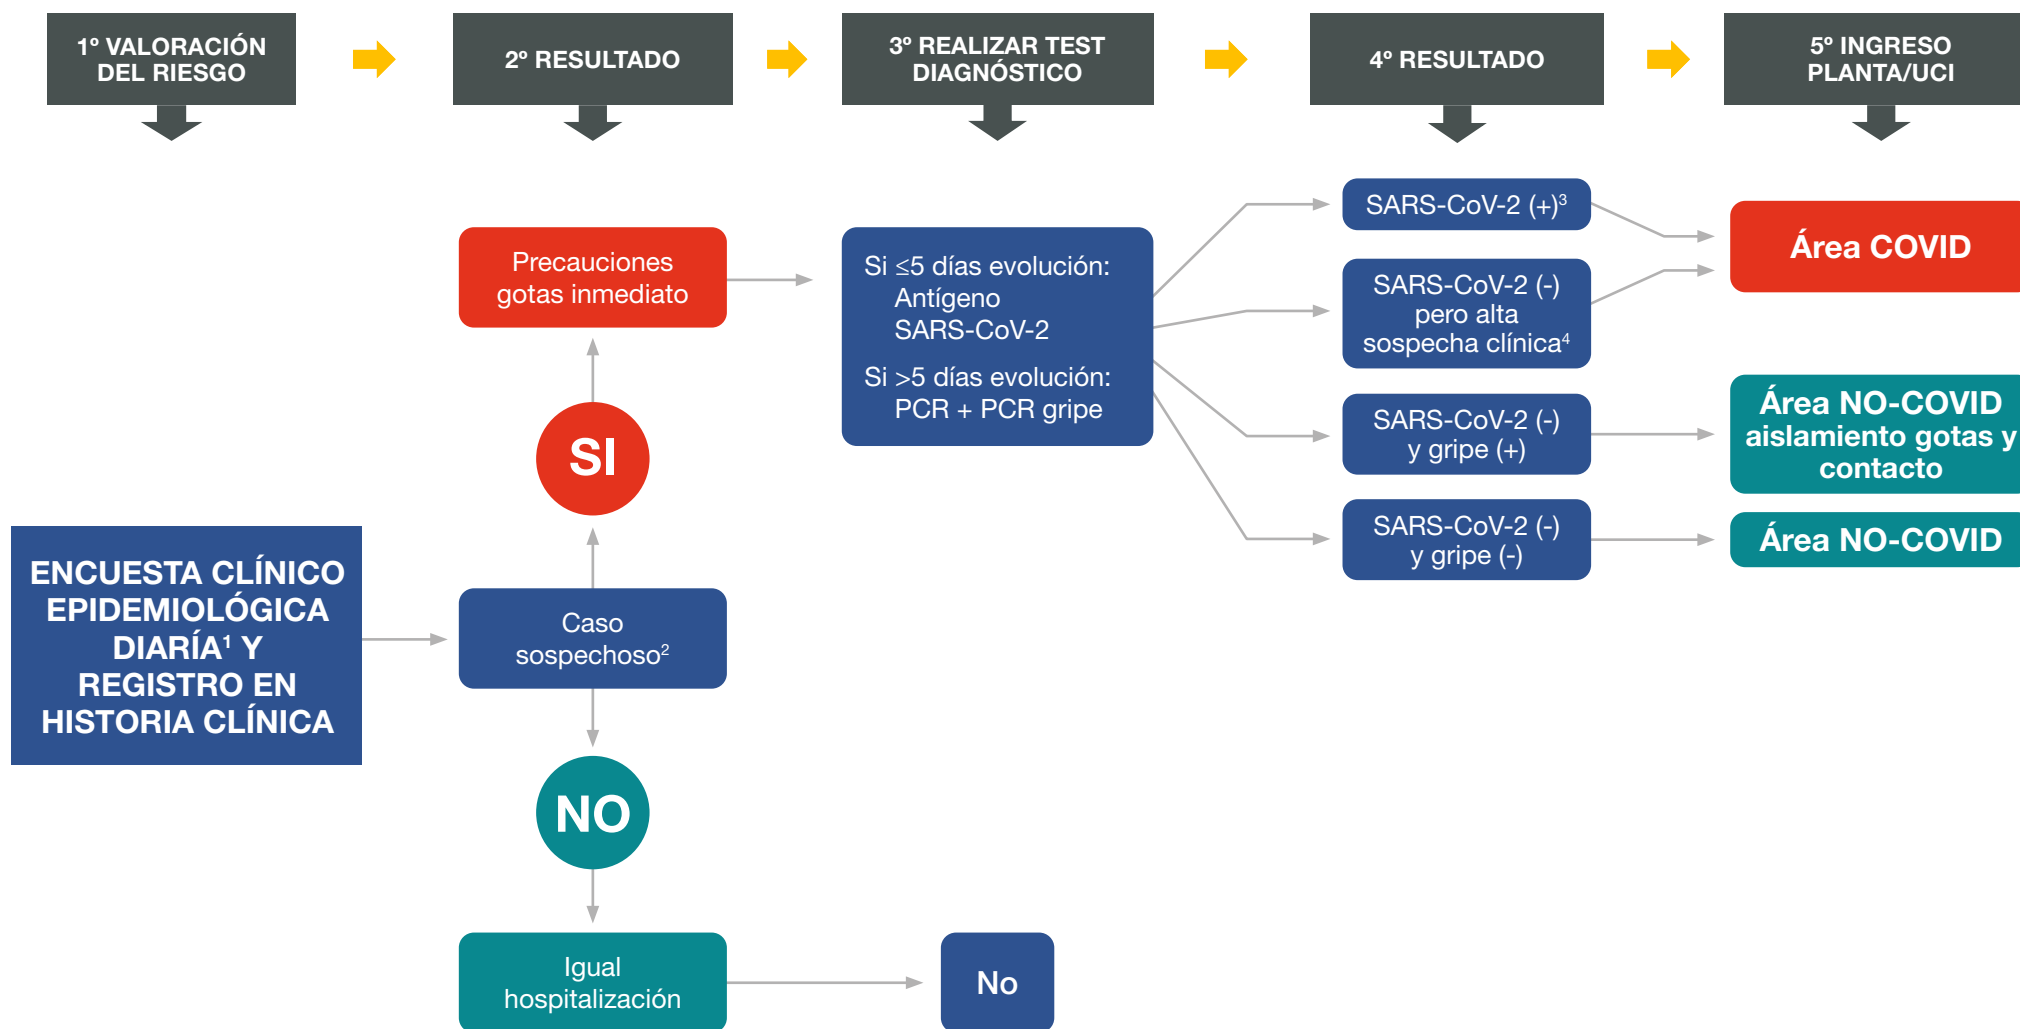 1º VALORACIÓN
DEL RIESGO
2º RESULTADO
3º REALIZAR TEST
DIAGNÓSTICO
4º RESULTADO
5º INGRESO
PLANTA/UCI
ENCUESTA CLÍNICO
EPIDEMIOLÓGICA
DIARÍA¹ Y
REGISTRO EN
HISTORIA CLÍNICA
Precauciones
gotas inmediato
SI
Caso
sospechoso²
NO
Igual
hospitalización
Si ≤5 días evolución:
Antígeno
SARS-CoV-2
Si >5 días evolución:
PCR + PCR gripe
No
SARS-CoV-2 (+)³
SARS-CoV-2 (-)
pero alta
sospecha clínica⁴
SARS-CoV-2 (-)
y gripe (+)
SARS-CoV-2 (-)
y gripe (-)
Área COVID
Área NO-COVID
aislamiento gotas y
contacto
Área NO-COVID